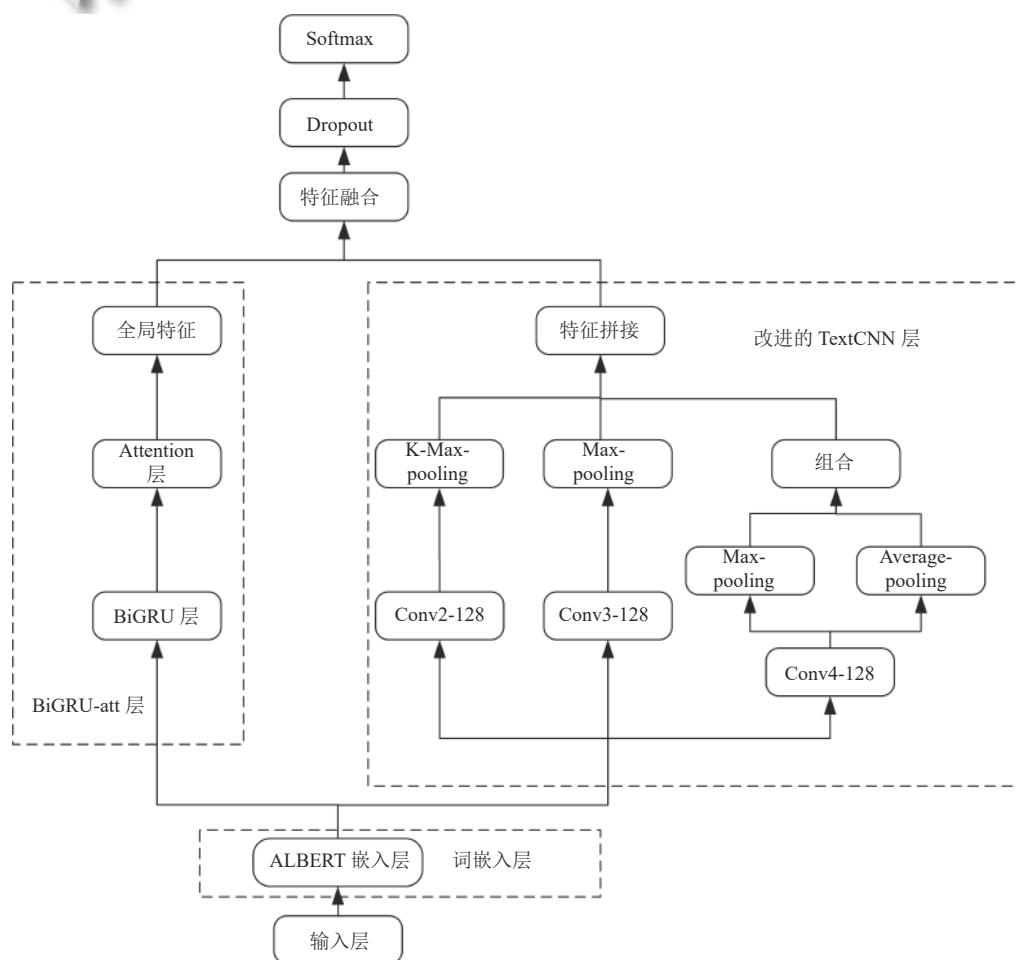 Softmax
Dropout
特征融合
全局特征
特征拼接
改进的 TextCNN 层
Attention
层
K-Max-
pooling
Max-
pooling
组合
Max-
pooling
Average-
pooling
BiGRU 层
Conv2-128
Conv3-128
Conv4-128
BiGRU-att 层
ALBERT 嵌入层
词嵌入层
输入层